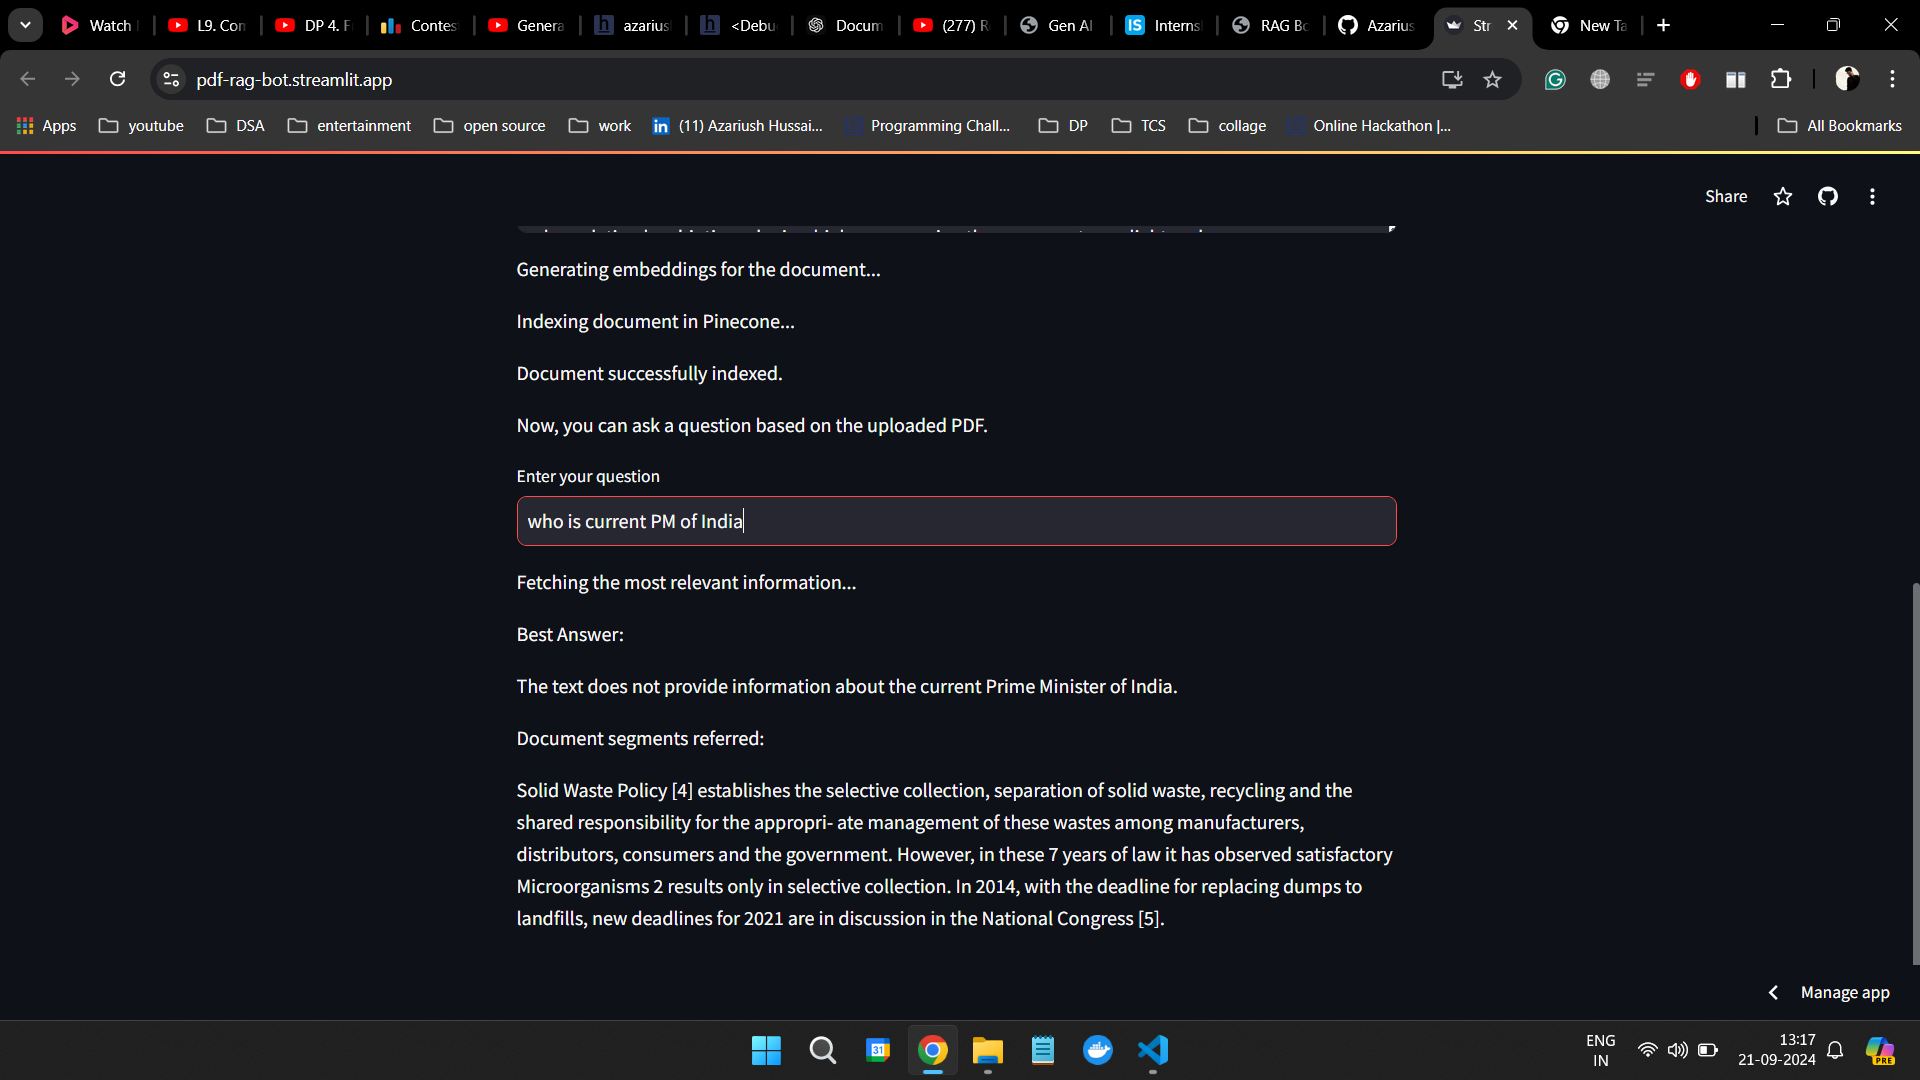 Watch
L9. Con
DP 4. F
Contes
Genera
azarius
<Debu
Docum
(277) R
Gen AI
Interns
RAG Bo
Azarius
Str
New Ta
pdf-rag-bot.streamlit.app
Apps
youtube
DSA
entertainment
open source
work
(11) Azariush Hussai...
Programming Chall...
DP
TCS
collage
Online Hackathon |...
All Bookmarks
Share
Generating embeddings for the document...
Indexing document in Pinecone...
Document successfully indexed.
Now, you can ask a question based on the uploaded PDF.
Enter your question
who is current PM of India
Fetching the most relevant information...
Best Answer:
The text does not provide information about the current Prime Minister of India.
Document segments referred:
Solid Waste Policy [4] establishes the selective collection, separation of solid waste, recycling and the
shared responsibility for the appropri- ate management of these wastes among manufacturers,
distributors, consumers and the government. However, in these 7 years of law it has observed satisfactory
Microorganisms 2 results only in selective collection. In 2014, with the deadline for replacing dumps to
landfills, new deadlines for 2021 are in discussion in the National Congress [5].
Manage app
31
ENG
IN
13:17
21-09-2024
PRE